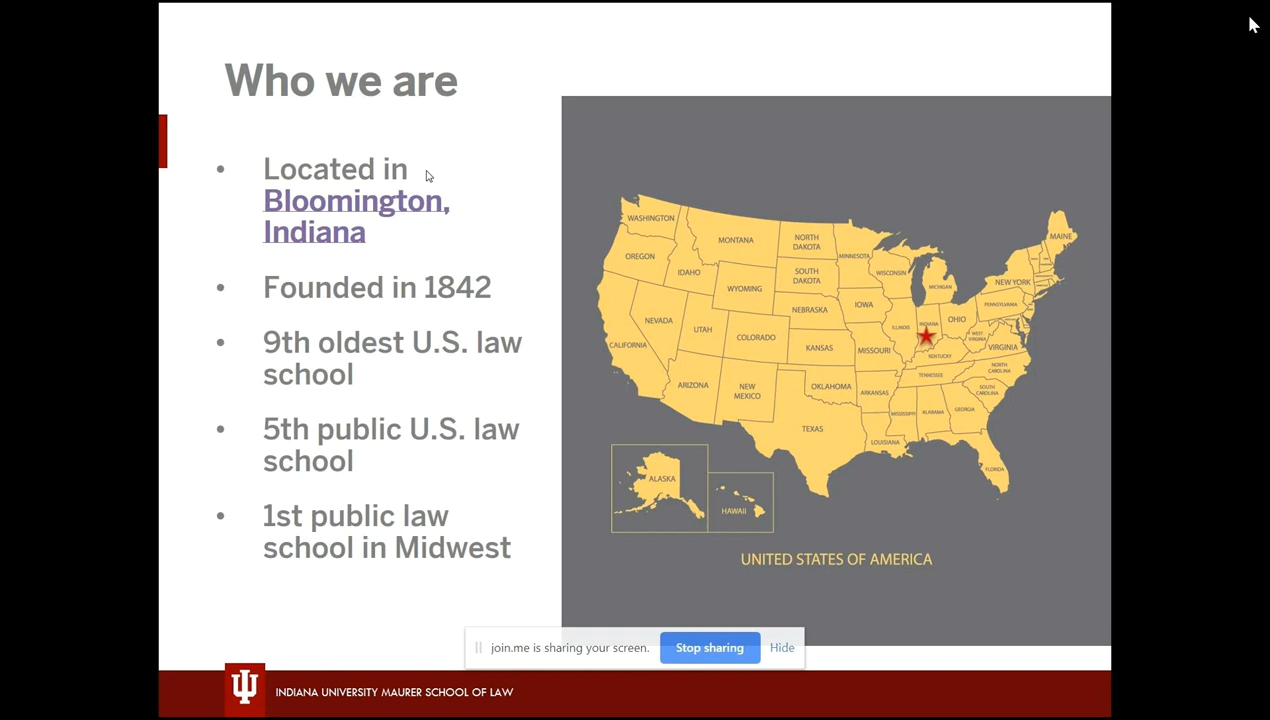 Who we are
• Located in
Bloomington,
Indiana
• Founded in 1842
• 9th oldest U.S. law
school
• 5th public U.S. law
school
• 1st public law
school in Midwest
WASHINGTON
MONTANA
NORTH
DAKOTA
MINNESOTA
MAINE
OREGON
IDAHO
WYOMING
SOUTH
DAKOTA
WISCONSIN
MICHIGAN
NEW YORK
NEVADA
UTAH
COLORADO
NEBRASKA
IOWA
ILLINOIS
INDIANA
OHIO
PENNSYLVANIA
CALIFORNIA
KANSAS
MISSOURI
KENTUCKY
WEST
VIRGINIA
VIRGINIA
ARIZONA
NEW
MEXICO
OKLAHOMA
ARKANSAS
TENNESSEE
NORTH
CAROLINA
SOUTH
CAROLINA
TEXAS
LOUISIANA
MISSISSIPPI
ALABAMA
GEORGIA
FLORIDA
ALASKA
HAWAII
UNITED STATES OF AMERICA
join.me is sharing your screen.
Stop sharing
Hide
INDIANA UNIVERSITY MAURER SCHOOL OF LAW